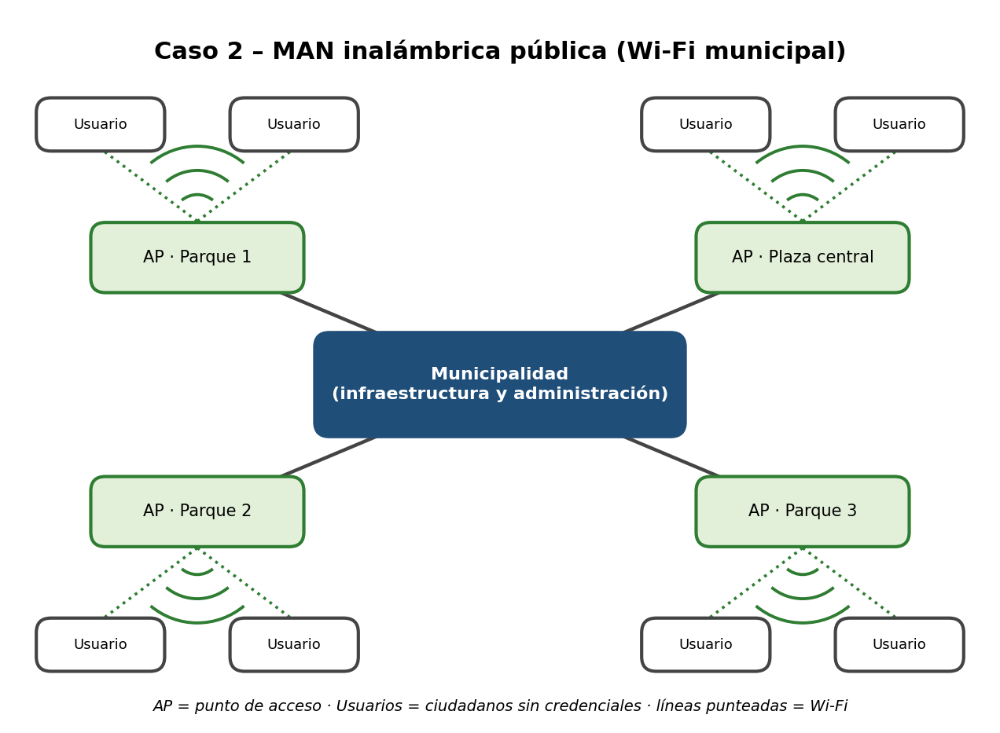 Caso 2 – MAN inalámbrica pública (Wi-Fi municipal)
Usuario
Usuario
Usuario
Usuario
AP · Parque 1
AP · Plaza central
Municipalidad
(infraestructura y administración)
AP · Parque 2
AP · Parque 3
Usuario
Usuario
Usuario
Usuario
AP = punto de acceso · Usuarios = ciudadanos sin credenciales · líneas punteadas = Wi-Fi